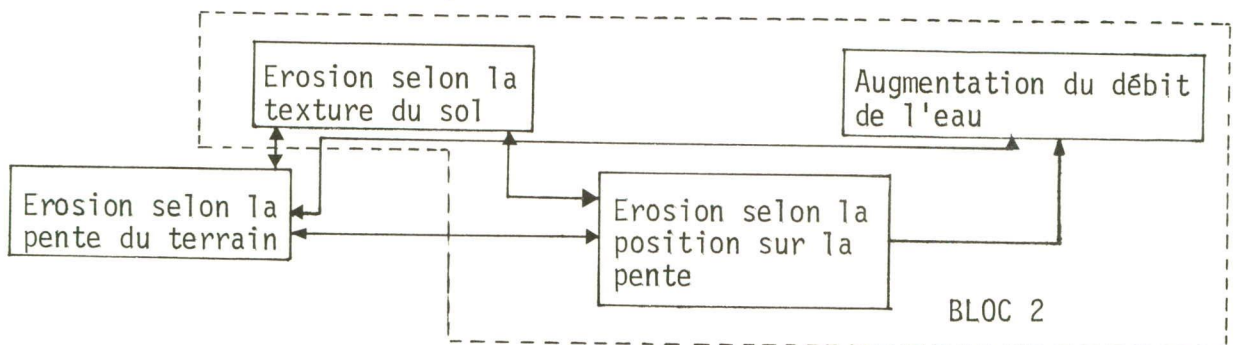 Erosion selon la
texture du sol
Augmentation du débit
de l'eau
Erosion selon la
pente du terrain
Erosion selon la
position sur la
pente
BLOC 2